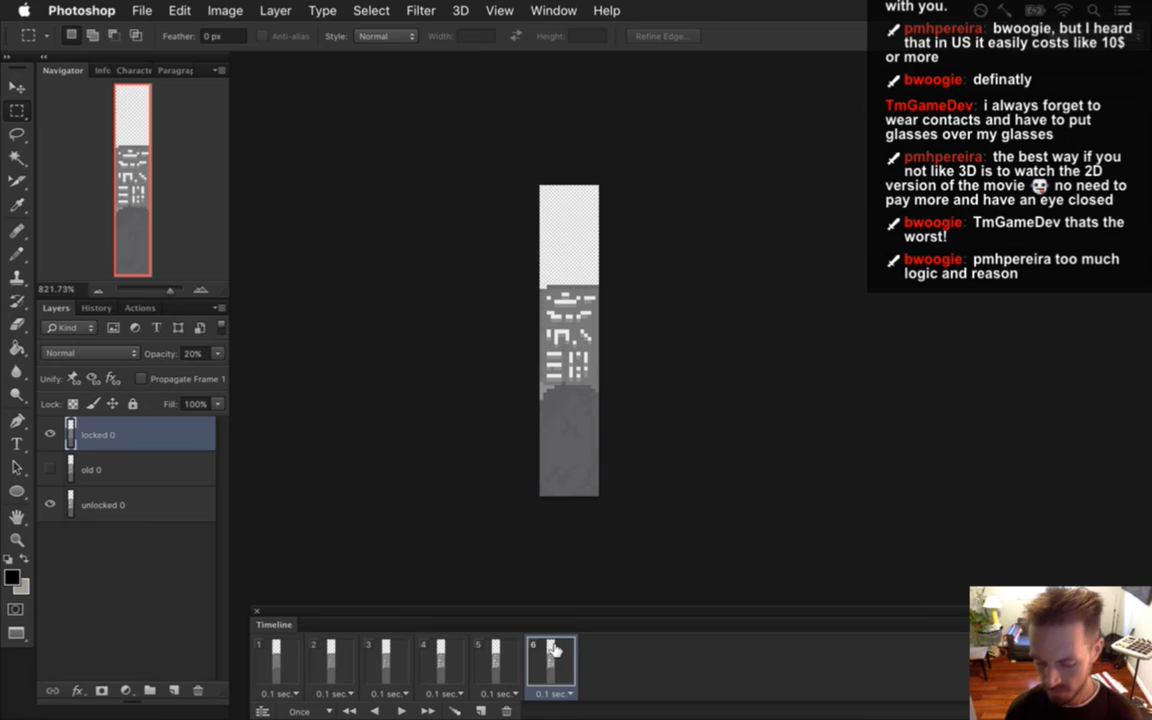 Photoshop File Edit Image Layer Type Select Filter 3D View Window Help
with you.
pmhpereira: bwoogie, but I heard
that in US it easily costs like 10$
or more
bwoogie: definatly
TmGameDev: i always forget to
wear contacts and have to put
glasses over my glasses
pmhpereira: the best way if you
not like 3D is to watch the 2D
version of the movie no need to
pay more and have an eye closed
bwoogie: TmGameDev thats the
worst!
bwoogie: pmhpereira too much
logic and reason
Feather: 0 px Anti-alias Style: Normal Width: Height: Refine Edge...
Navigator Info Characte Paragra
821.73%
Layers History Actions
Kind
Normal Opacity: 20%
Unify: Propagate Frame 1
Lock: Fill: 100%
locked 0
old 0
unlocked 0
Timeline
1 2 3 4 5 6
0.1 sec. 0.1 sec. 0.1 sec. 0.1 sec. 0.1 sec. 0.1 sec.
Once